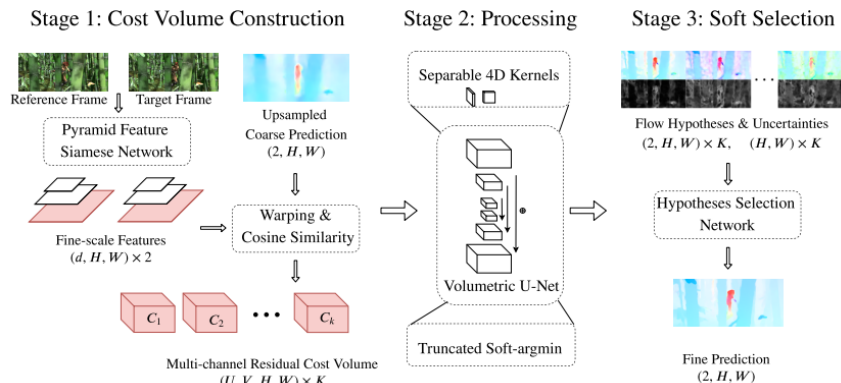 Stage 1: Cost Volume Construction
Reference Frame
Target Frame
Pyramid Feature
Siamese Network
Upsampled
Coarse Prediction
(2, H, W)
Fine-scale Features
(d, H, W) × 2
Warping &
Cosine Similarity
C₁
C₂
•••
Cₖ
Multi-channel Residual Cost Volume
(U, V, H, W) × K
Stage 2: Processing
Separable 4D Kernels
⊕
Volumetric U-Net
Truncated Soft-argmin
Stage 3: Soft Selection
...
Flow Hypotheses & Uncertainties
(2, H, W) × K, (H, W) × K
Hypotheses Selection
Network
Fine Prediction
(2, H, W)